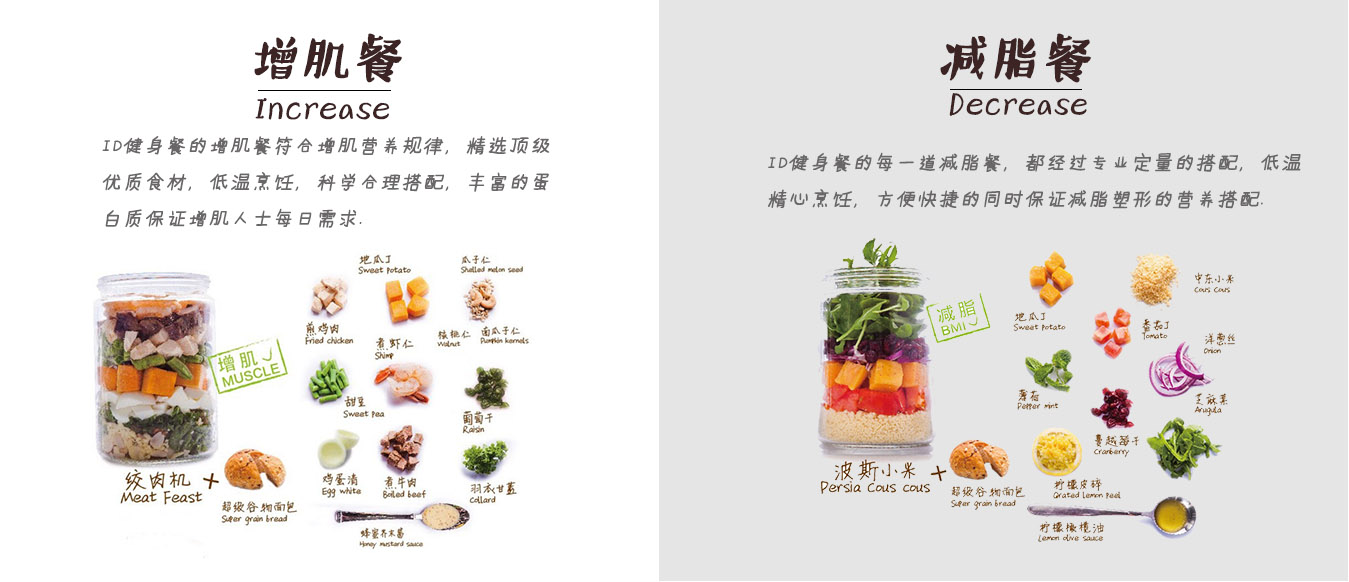 增肌餐
Increase
ID健身餐的增肌餐符合增肌营养规律, 精选顶级
优质食材, 低温烹饪, 科学合理搭配, 丰富的蛋
白质保证增肌人士每日需求.
地瓜丁
Sweet potato
瓜子仁
Shelled melon seed
煎鸡肉
Fried chicken
煮虾仁
Shimp
核桃仁
Walnut
南瓜子仁
Pumpkin kernels
增肌
MUSCLE
甜豆
Sweet pea
葡萄干
Raisin
绞肉机
Meat Feast
+
超级谷物面包
Super grain bread
鸡蛋清
Egg white
煮牛肉
Boiled beef
羽衣甘蓝
Collard
蜂蜜芥末酱
Honey mustard sauce
减脂餐
Decrease
ID健身餐的每一道减脂餐, 都经过专业定量的搭配, 低温
精心烹饪, 方便快捷的同时保证减脂塑形的营养搭配.
中东小米
Cous cous
地瓜丁
Sweet potato
番茄丁
Tomato
洋葱丝
Onion
减脂
BMI
薄荷
Pepper mint
芝麻菜
Arugula
蔓越莓干
Cranberry
波斯小米
Persia Cous cous
+
超级谷物面包
Super grain bread
柠檬皮碎
Grated lemon peel
柠檬橄榄油
Lemon olive sauce